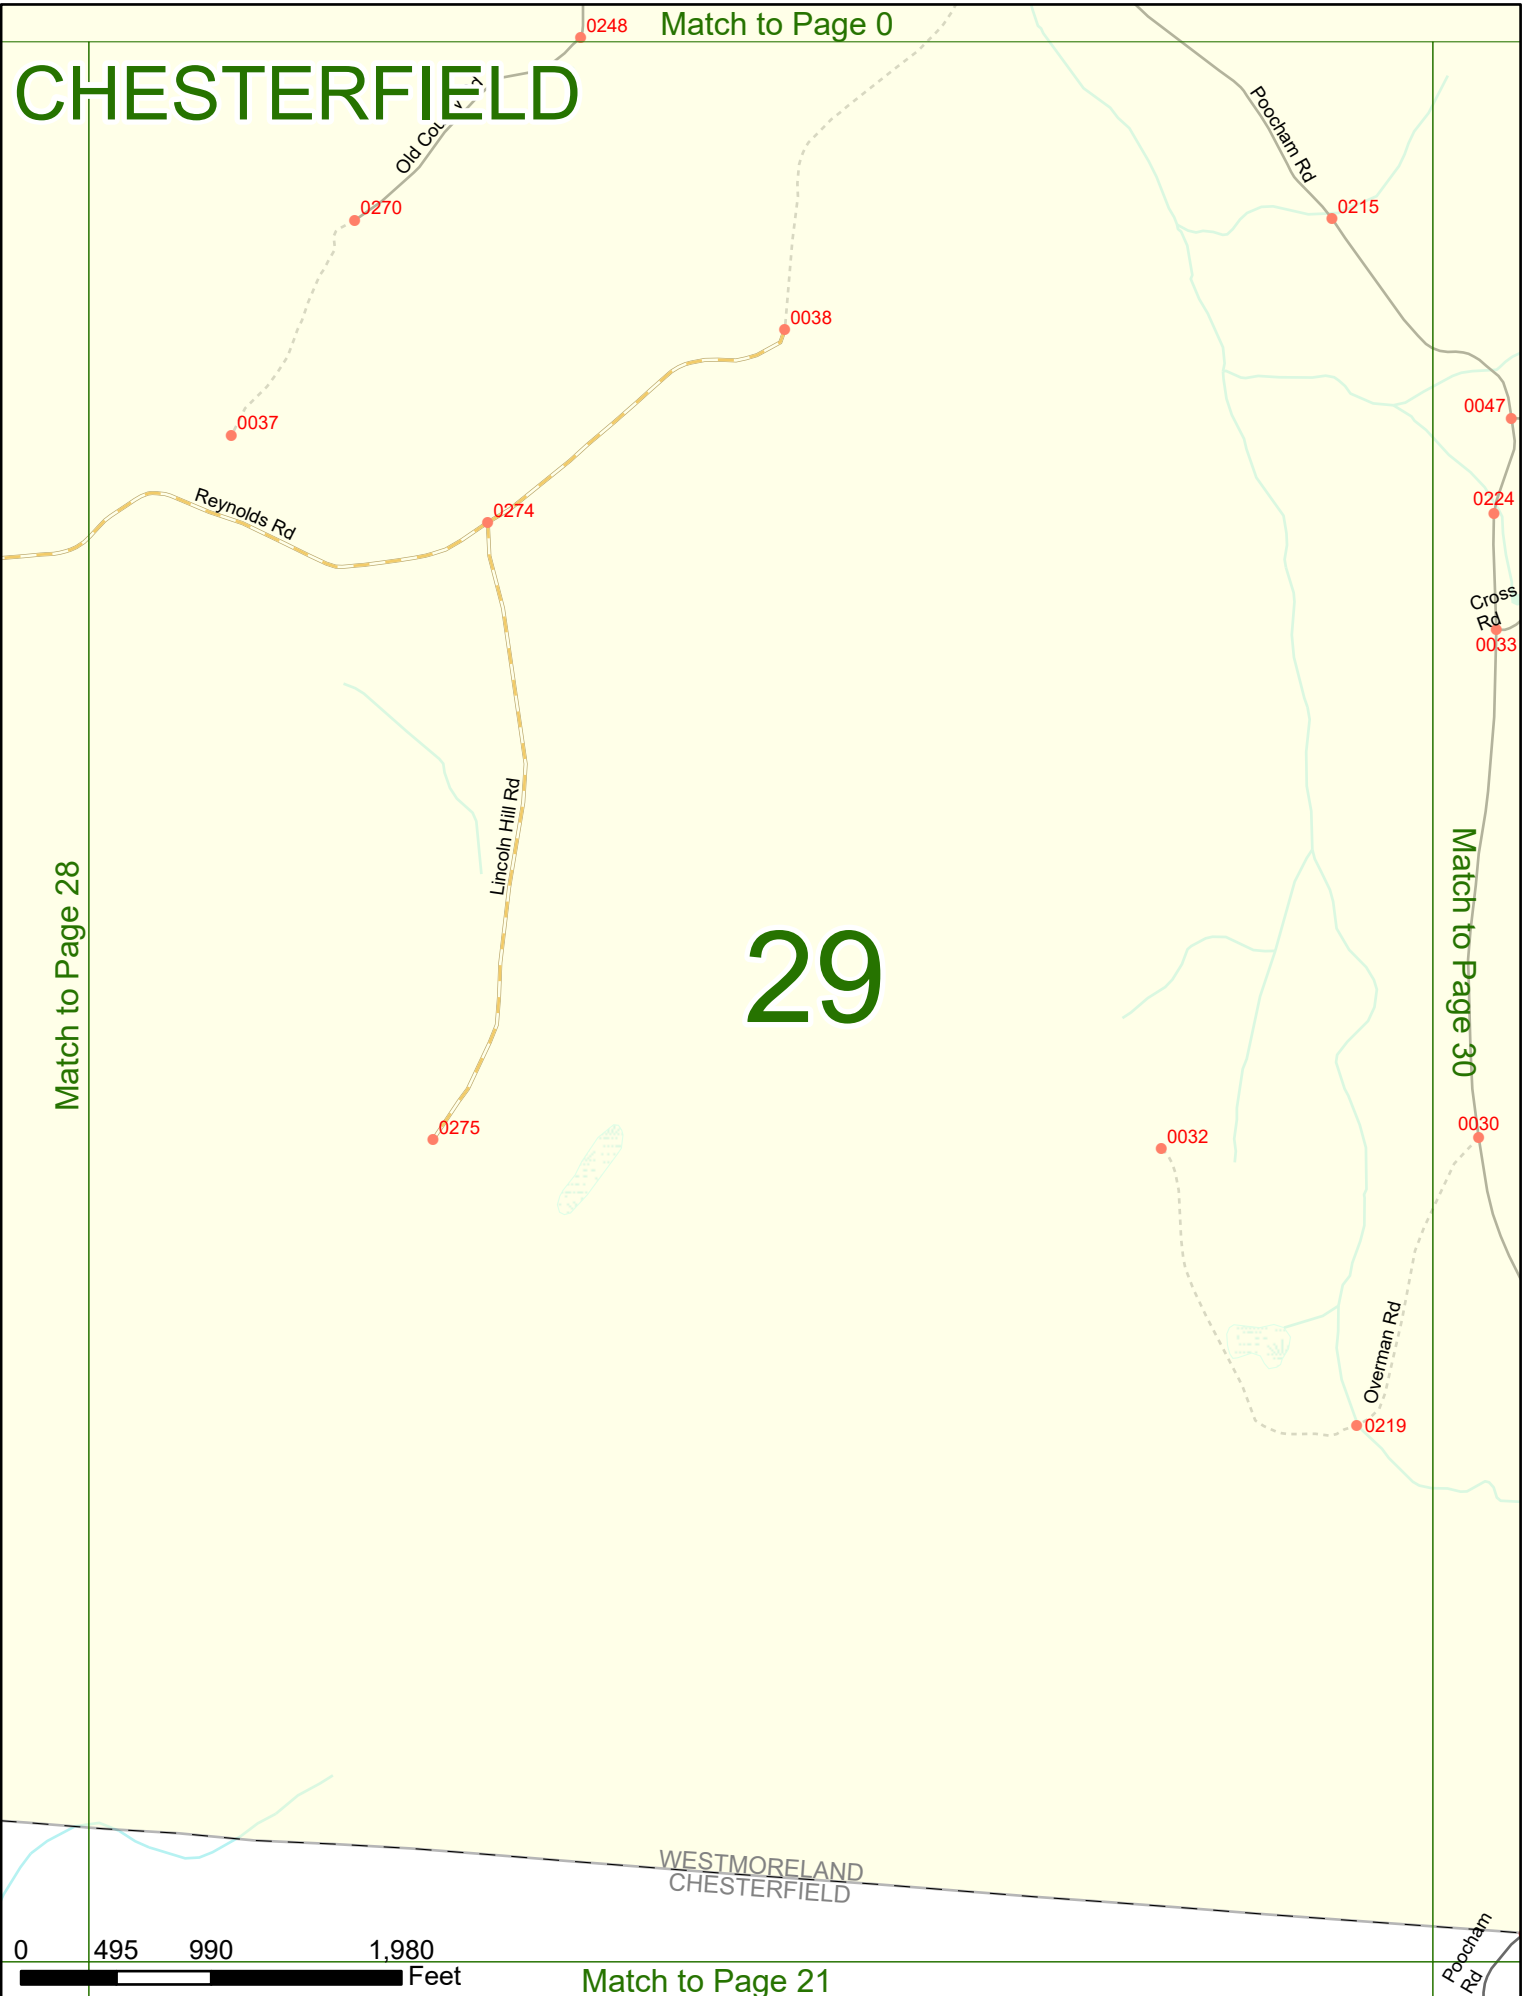 Match to Page 0
0248
CHESTERFIELD
Old Cou
y
Poocham Rd
0270
0215
0038
0047
0037
Reynolds Rd
0274
0224
Cross
Rd
0033
Lincoln Hill Rd
Match to Page 28
29
Match to Page 30
0275
0032
0030
Overman Rd
0219
WESTMORELAND
CHESTERFIELD
0 495 990 1,980
Feet
Match to Page 21
Poocham
Rd